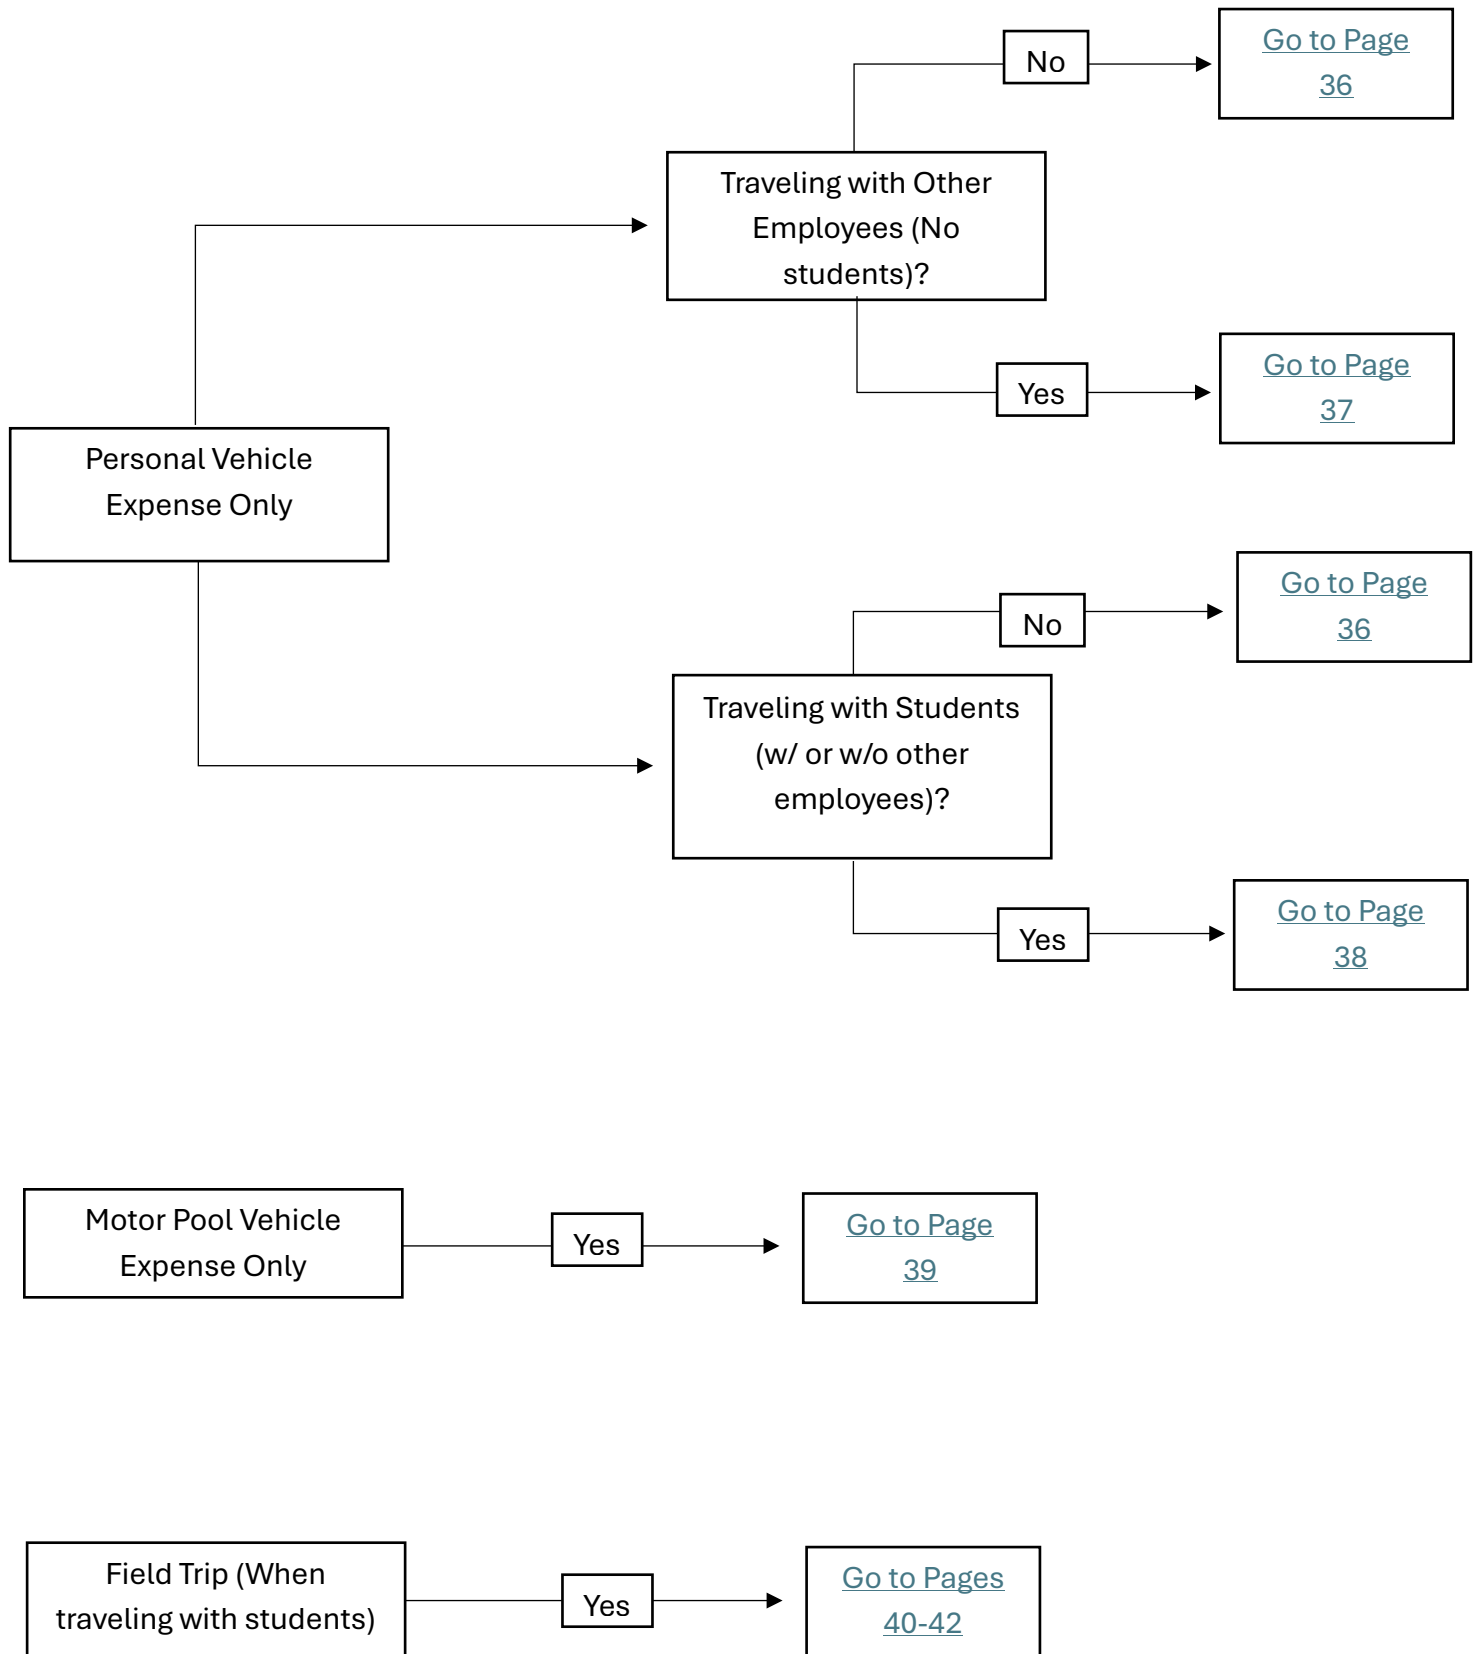 No
Go to Page
36
Traveling with Other
Employees (No
students)?
Yes
Go to Page
37
Personal Vehicle
Expense Only
No
Go to Page
36
Traveling with Students
(w/ or w/o other
employees)?
Yes
Go to Page
38
Motor Pool Vehicle
Expense Only
Yes
Go to Page
39
Field Trip (When
traveling with students)
Yes
Go to Pages
40-42